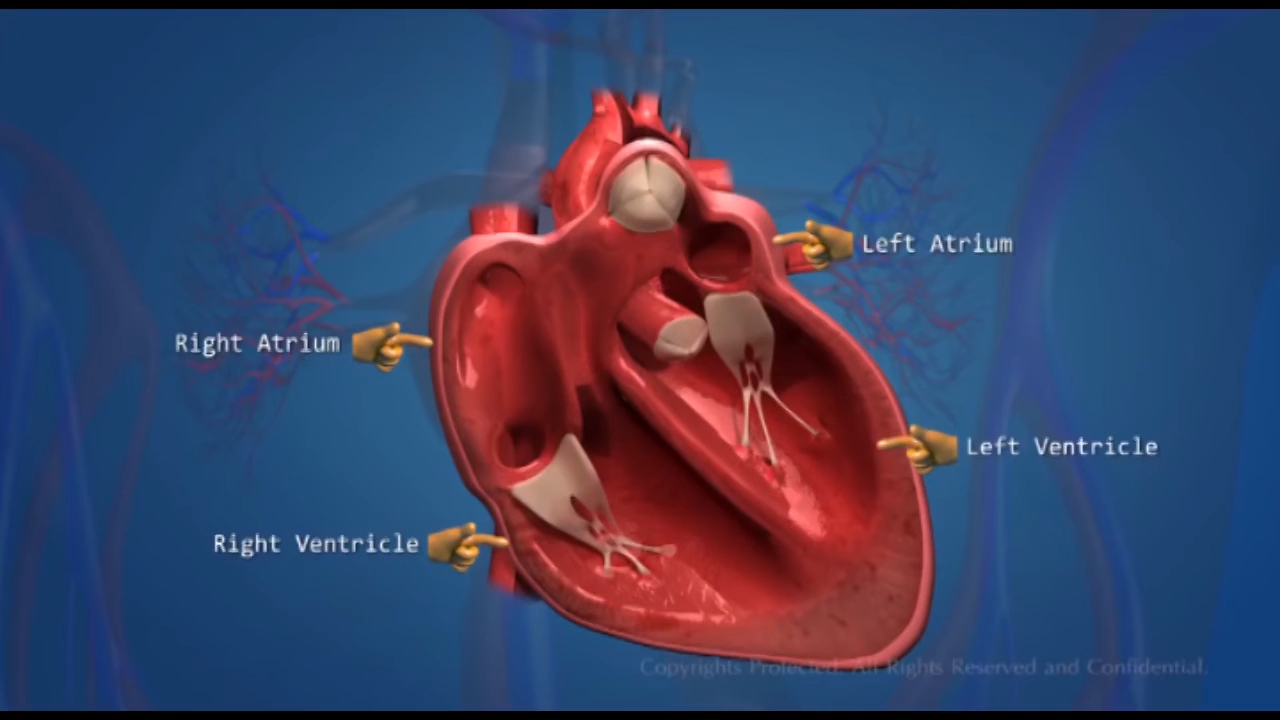 Left Atrium
Right Atrium
Left Ventricle
Right Ventricle
Copyrights Protected. All Rights Reserved and Confidential.